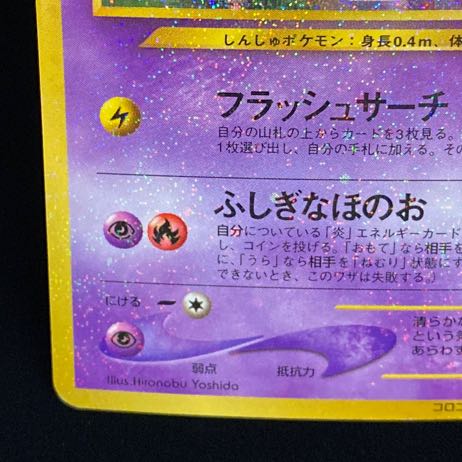 しんしゅポケモン：身長0.4m、体
フラッシュサーチ
自分の山札の上からカードを3枚見る。
1枚選び出し、自分の手札に加える。その
ふしぎなほのお
自分についている「炎」エネルギーカード
し、コインを投げる。「おもて」なら相手を
に、「うら」なら相手を「ねむり」状態にす
できないとき、このワザは失敗する。）
にげる
清らかな
という
あらわす
弱点
抵抗力
Illus.Hironobu Yoshida
コロコ